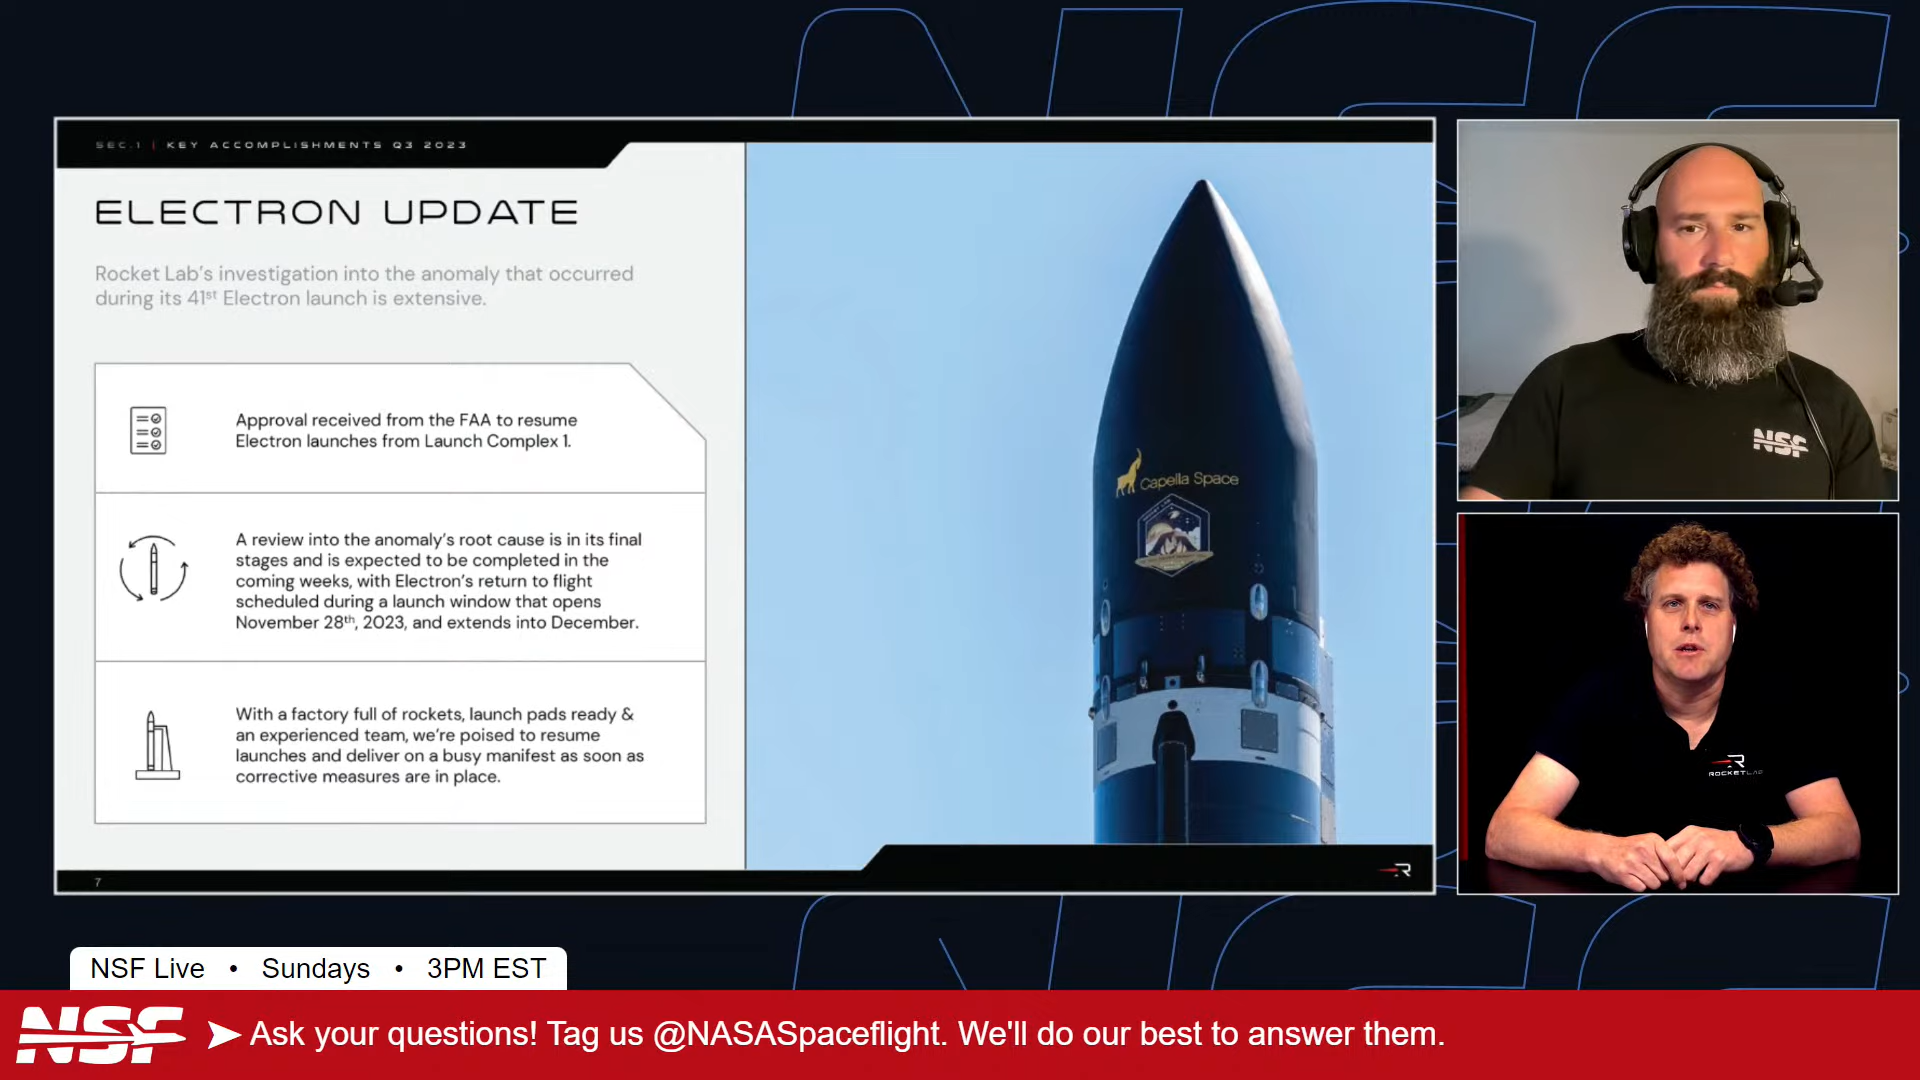 SEC.1 | KEY ACCOMPLISHMENTS Q3 2023
ELECTRON UPDATE
Rocket Lab's investigation into the anomaly that occurred
during its 41st Electron launch is extensive.
Approval received from the FAA to resume
Electron launches from Launch Complex 1.
A review into the anomaly's root cause is in its final
stages and is expected to be completed in the
coming weeks, with Electron's return to flight
scheduled during a launch window that opens
November 28th, 2023, and extends into December.
With a factory full of rockets, launch pads ready &
an experienced team, we're poised to resume
launches and deliver on a busy manifest as soon as
corrective measures are in place.
7
Capella Space
R
NSF
R
ROCKETLAB
NSF Live • Sundays • 3PM EST
NSF
Ask your questions! Tag us @NASASpaceflight. We'll do our best to answer them.